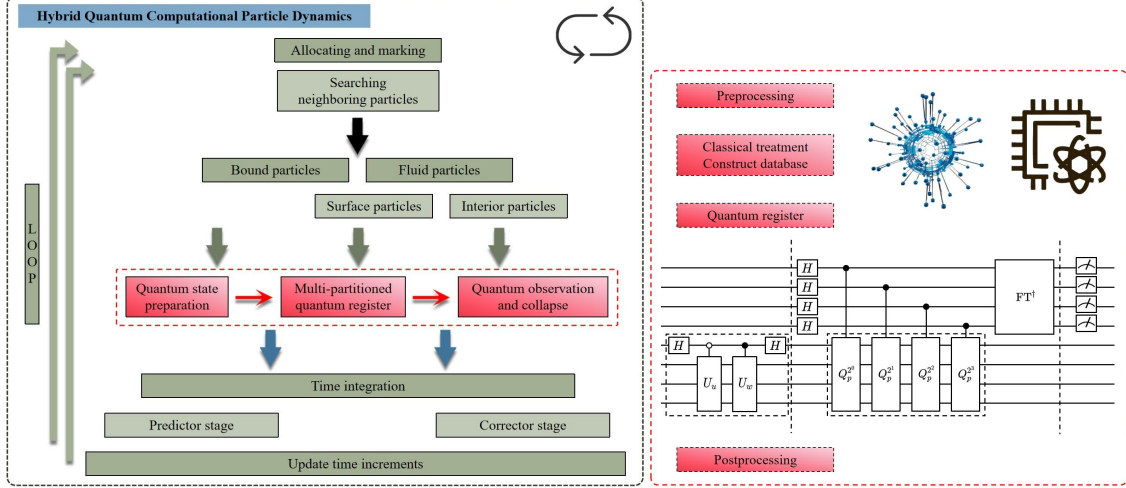 Hybrid Quantum Computational Particle Dynamics
Allocating and marking
Searching
neighboring particles
Bound particles
Fluid particles
Surface particles
Interior particles
LOOP
Quantum state
preparation
Multi-partitioned
quantum register
Quantum observation
and collapse
Time integration
Predictor stage
Corrector stage
Update time increments
Preprocessing
Classical treatment
Construct database
Quantum register
H
H
H
H
FT†
H
H
U_u
U_w
Q_p^{2^0}
Q_p^{2^1}
Q_p^{2^2}
Q_p^{2^3}
Postprocessing